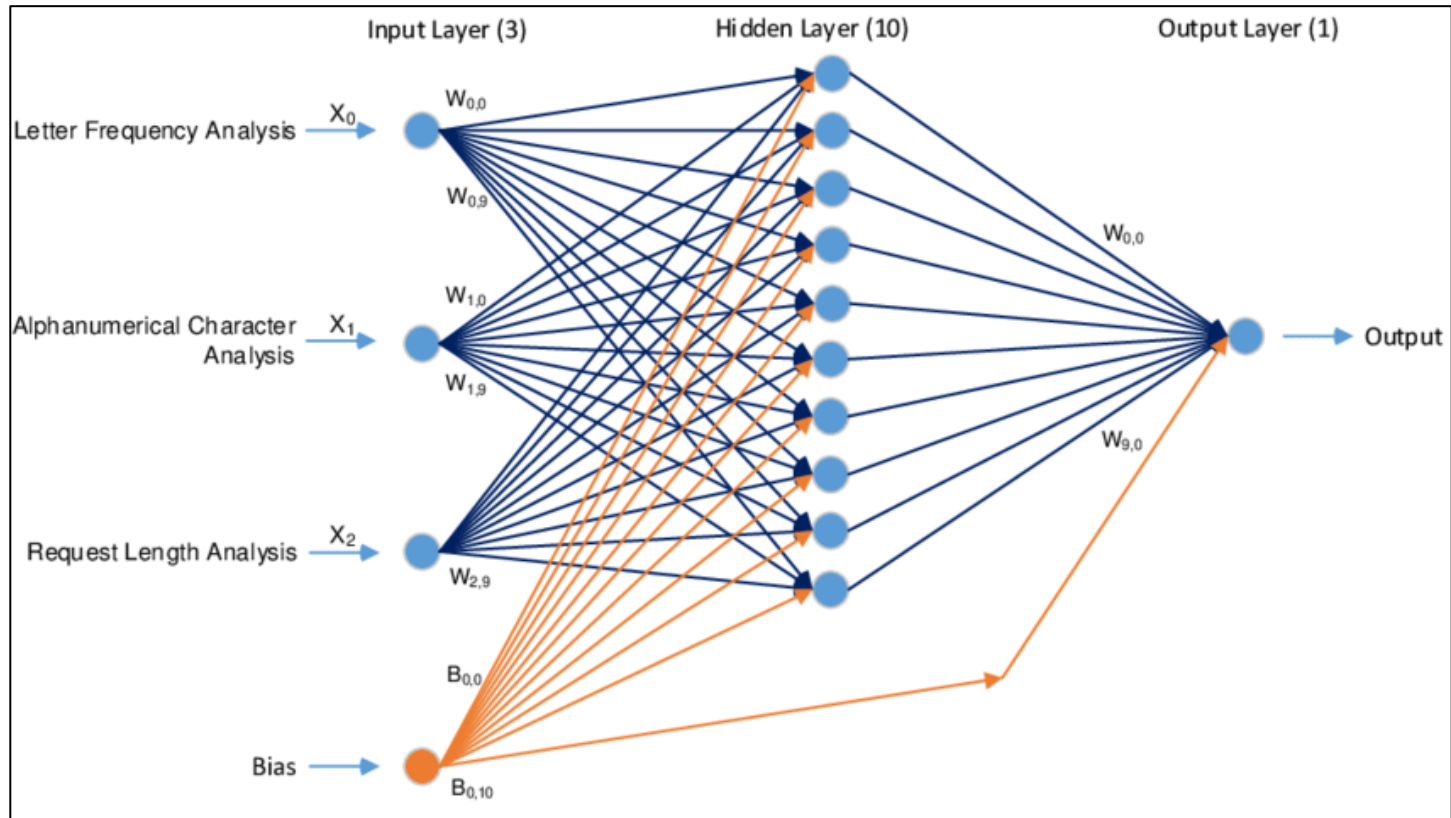 Input Layer (3)
Hidden Layer (10)
Output Layer (1)
Letter Frequency Analysis
X0
W0,0
W0,9
Alphanumerical Character
Analysis
X1
W1,0
W1,9
Request Length Analysis
X2
W2,9
Bias
B0,0
B0,10
W0,0
W9,0
Output